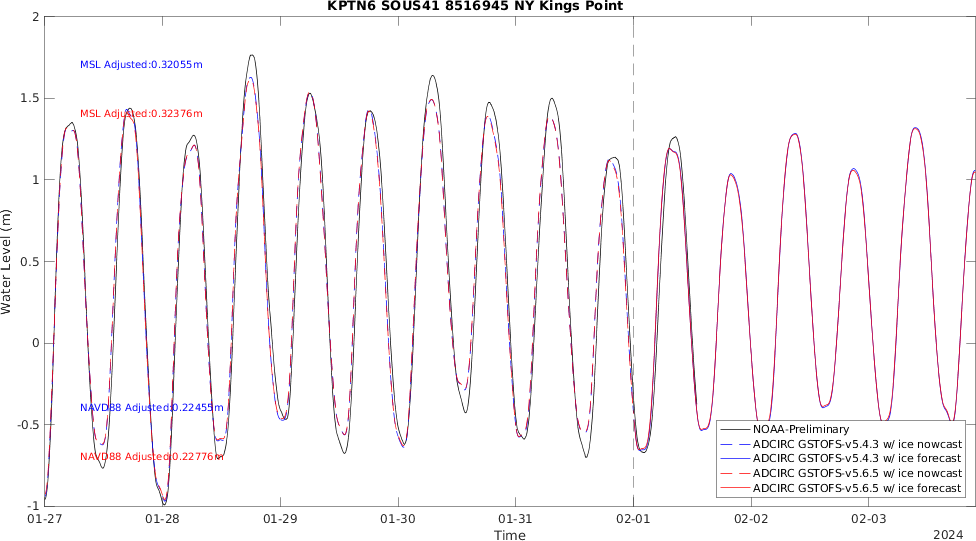 KPTN6 SOUS41 8516945 NY Kings Point
2
1.5
1
0.5
0
-0.5
-1
Water Level (m)
MSL Adjusted:0.32055m
MSL Adjusted:0.32376m
NAVD88 Adjusted:0.22455m
NAVD88 Adjusted:0.22776m
NOAA-Preliminary
ADCIRC GSTOFS-v5.4.3 w/ ice nowcast
ADCIRC GSTOFS-v5.4.3 w/ ice forecast
ADCIRC GSTOFS-v5.6.5 w/ ice nowcast
ADCIRC GSTOFS-v5.6.5 w/ ice forecast
01-27 01-28 01-29 01-30 01-31 02-01 02-02 02-03
Time
2024